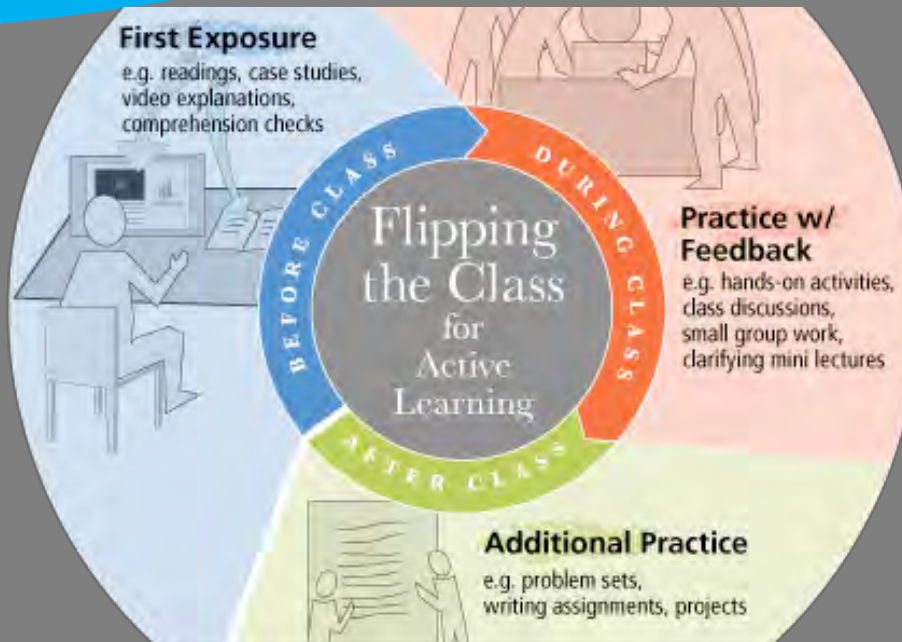 First Exposure
e.g. readings, case studies,
video explanations,
comprehension checks
BEFORE CLASS
DURING CLASS
Flipping
the Class
for
Active
Learning
Practice w/
Feedback
e.g. hands-on activities,
class discussions,
small group work,
clarifying mini lectures
AFTER CLASS
Additional Practice
e.g. problem sets,
writing assignments, projects